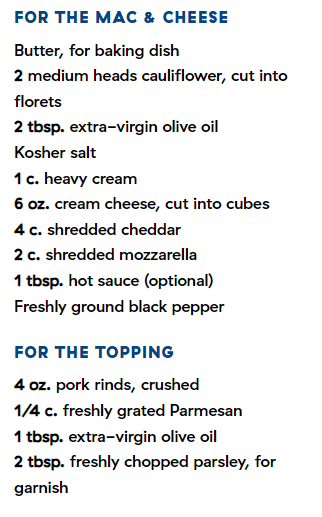 FOR THE MAC & CHEESE
Butter, for baking dish
2 medium heads cauliflower, cut into
florets
2 tbsp. extra-virgin olive oil
Kosher salt
1 c. heavy cream
6 oz. cream cheese, cut into cubes
4 c. shredded cheddar
2 c. shredded mozzarella
1 tbsp. hot sauce (optional)
Freshly ground black pepper
FOR THE TOPPING
4 oz. pork rinds, crushed
1/4 c. freshly grated Parmesan
1 tbsp. extra-virgin olive oil
2 tbsp. freshly chopped parsley, for
garnish